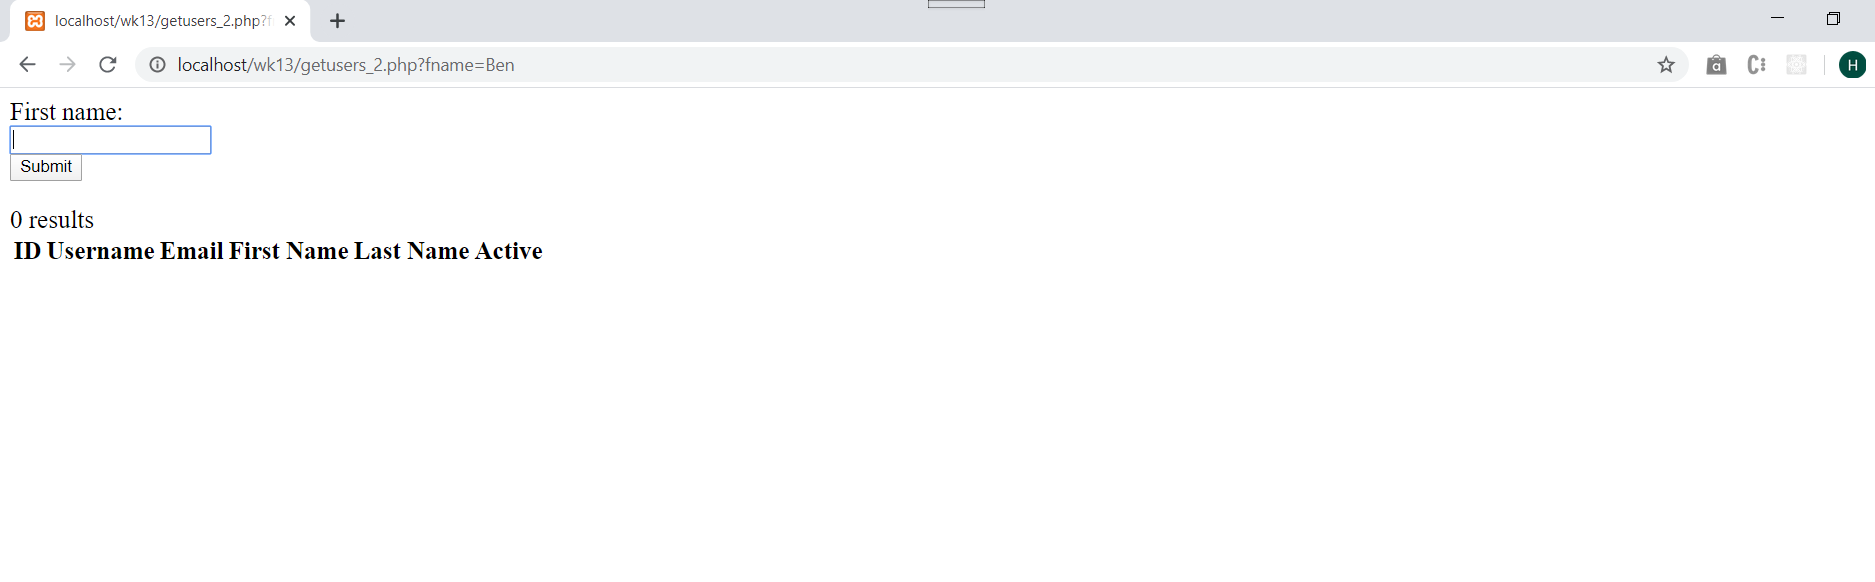 localhost/wk13/getusers_2.php?f
localhost/wk13/getusers_2.php?fname=Ben
H
First name:
Submit
0 results
ID Username Email First Name Last Name Active